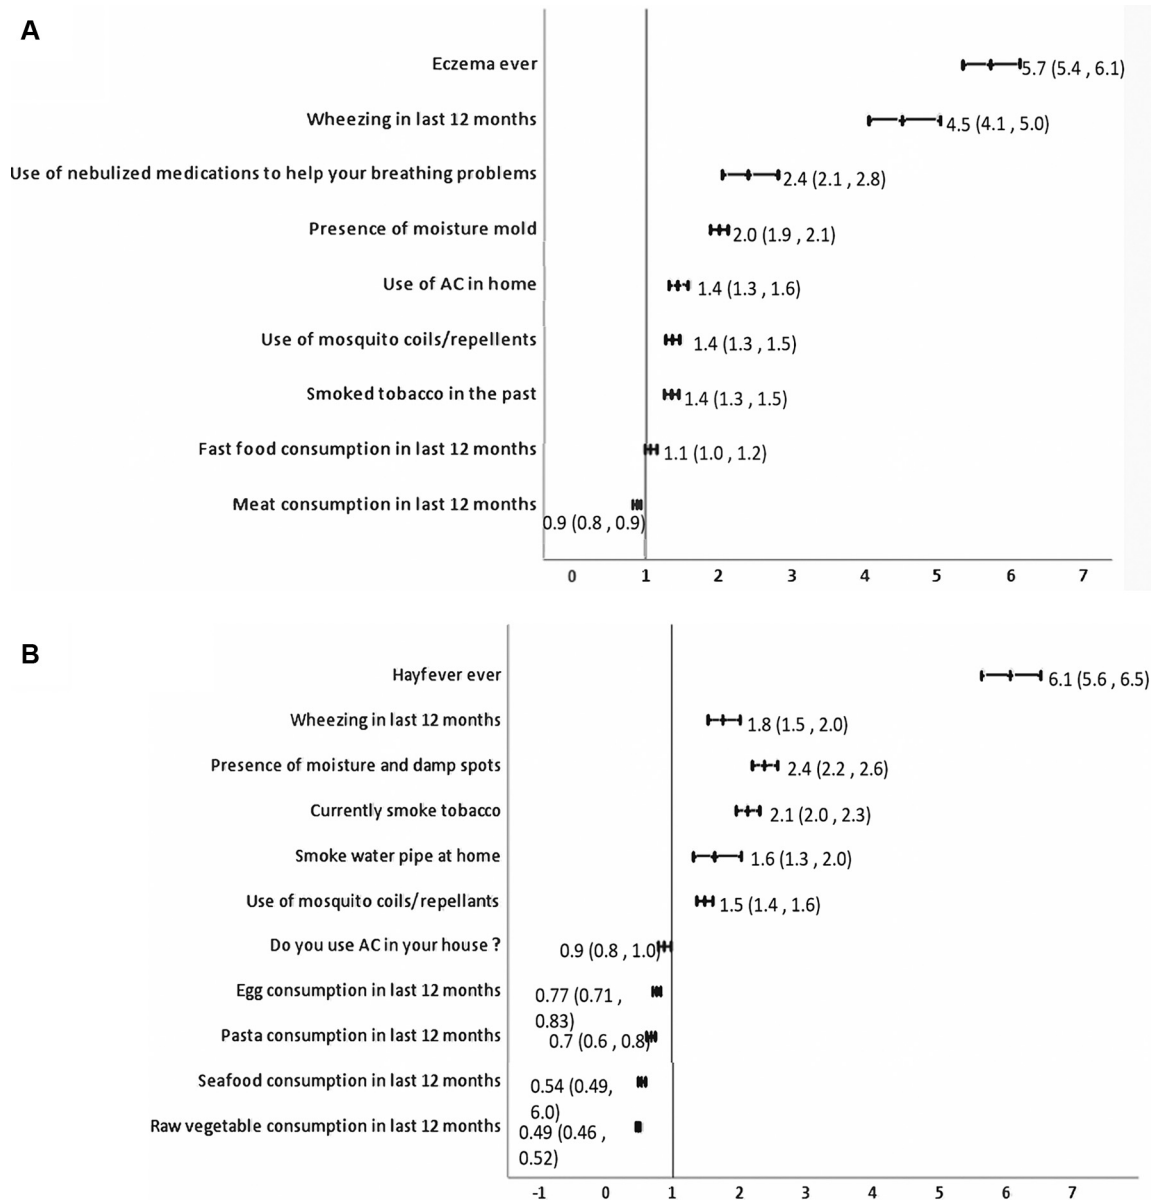 A
Eczema ever
5.7 (5.4 , 6.1)
Wheezing in last 12 months
4.5 (4.1 , 5.0)
Use of nebulized medications to help your breathing problems
2.4 (2.1 , 2.8)
Presence of moisture mold
2.0 (1.9 , 2.1)
Use of AC in home
1.4 (1.3 , 1.6)
Use of mosquito coils/repellents
1.4 (1.3 , 1.5)
Smoked tobacco in the past
1.4 (1.3 , 1.5)
Fast food consumption in last 12 months
1.1 (1.0 , 1.2)
Meat consumption in last 12 months
0.9 (0.8 , 0.9)
0 1 2 3 4 5 6 7
B
Hayfever ever
6.1 (5.6 , 6.5)
Wheezing in last 12 months
1.8 (1.5 , 2.0)
Presence of moisture and damp spots
2.4 (2.2 , 2.6)
Currently smoke tobacco
2.1 (2.0 , 2.3)
Smoke water pipe at home
1.6 (1.3 , 2.0)
Use of mosquito coils/repellants
1.5 (1.4 , 1.6)
Do you use AC in your house ?
0.9 (0.8 , 1.0)
Egg consumption in last 12 months
0.77 (0.71 ,
0.83)
Pasta consumption in last 12 months
0.7 (0.6 , 0.8)
Seafood consumption in last 12 months
0.54 (0.49,
6.0)
Raw vegetable consumption in last 12 months
0.49 (0.46 ,
0.52)
-1 0 1 2 3 4 5 6 7